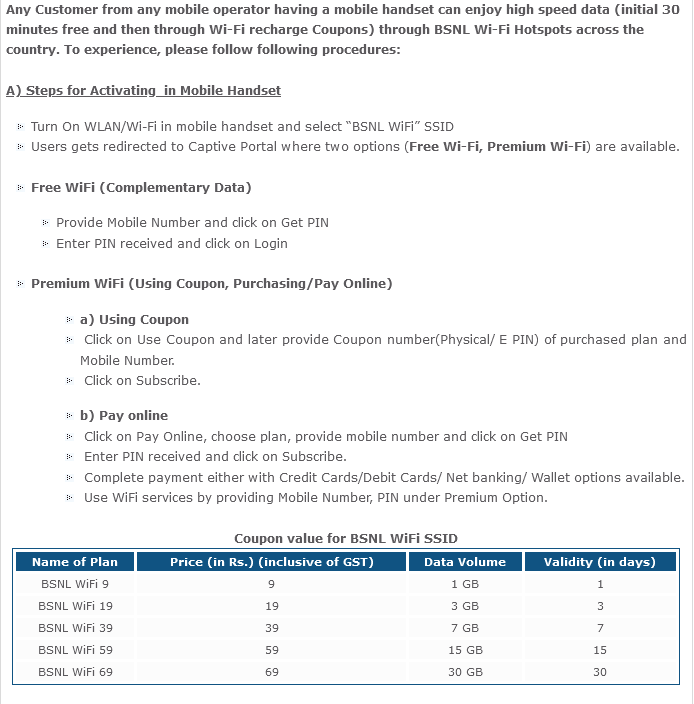 Any Customer from any mobile operator having a mobile handset can enjoy high speed data (initial 30
minutes free and then through Wi-Fi recharge Coupons) through BSNL Wi-Fi Hotspots across the
country. To experience, please follow following procedures:
A) Steps for Activating in Mobile Handset
Turn On WLAN/Wi-Fi in mobile handset and select “BSNL WiFi” SSID
Users gets redirected to Captive Portal where two options (Free Wi-Fi, Premium Wi-Fi) are available.
Free WiFi (Complementary Data)
Provide Mobile Number and click on Get PIN
Enter PIN received and click on Login
Premium WiFi (Using Coupon, Purchasing/Pay Online)
a) Using Coupon
Click on Use Coupon and later provide Coupon number(Physical/ E PIN) of purchased plan and
Mobile Number.
Click on Subscribe.
b) Pay online
Click on Pay Online, choose plan, provide mobile number and click on Get PIN
Enter PIN received and click on Subscribe.
Complete payment either with Credit Cards/Debit Cards/ Net banking/ Wallet options available.
Use WiFi services by providing Mobile Number, PIN under Premium Option.
Coupon value for BSNL WiFi SSID
Name of Plan Price (in Rs.) (inclusive of GST) Data Volume Validity (in days)
BSNL WiFi 9 9 1 GB 1
BSNL WiFi 19 19 3 GB 3
BSNL WiFi 39 39 7 GB 7
BSNL WiFi 59 59 15 GB 15
BSNL WiFi 69 69 30 GB 30